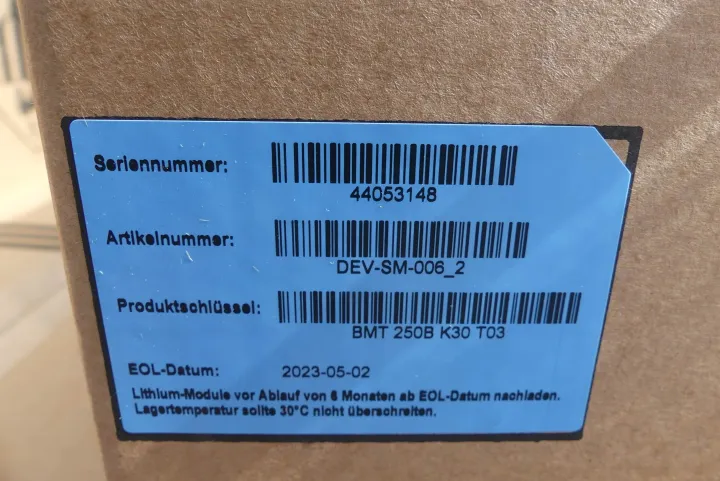 Seriennummer:
44053148
Artikelnummer:
DEV-SM-006_2
Produktschlüssel:
BMT 250B K30 T03
EOL-Datum: 2023-05-02
Lithium-Module vor Ablauf von 6 Monaten ab EOL-Datum nachladen.
Lagertemperatur sollte 30°C nicht überschreiten.